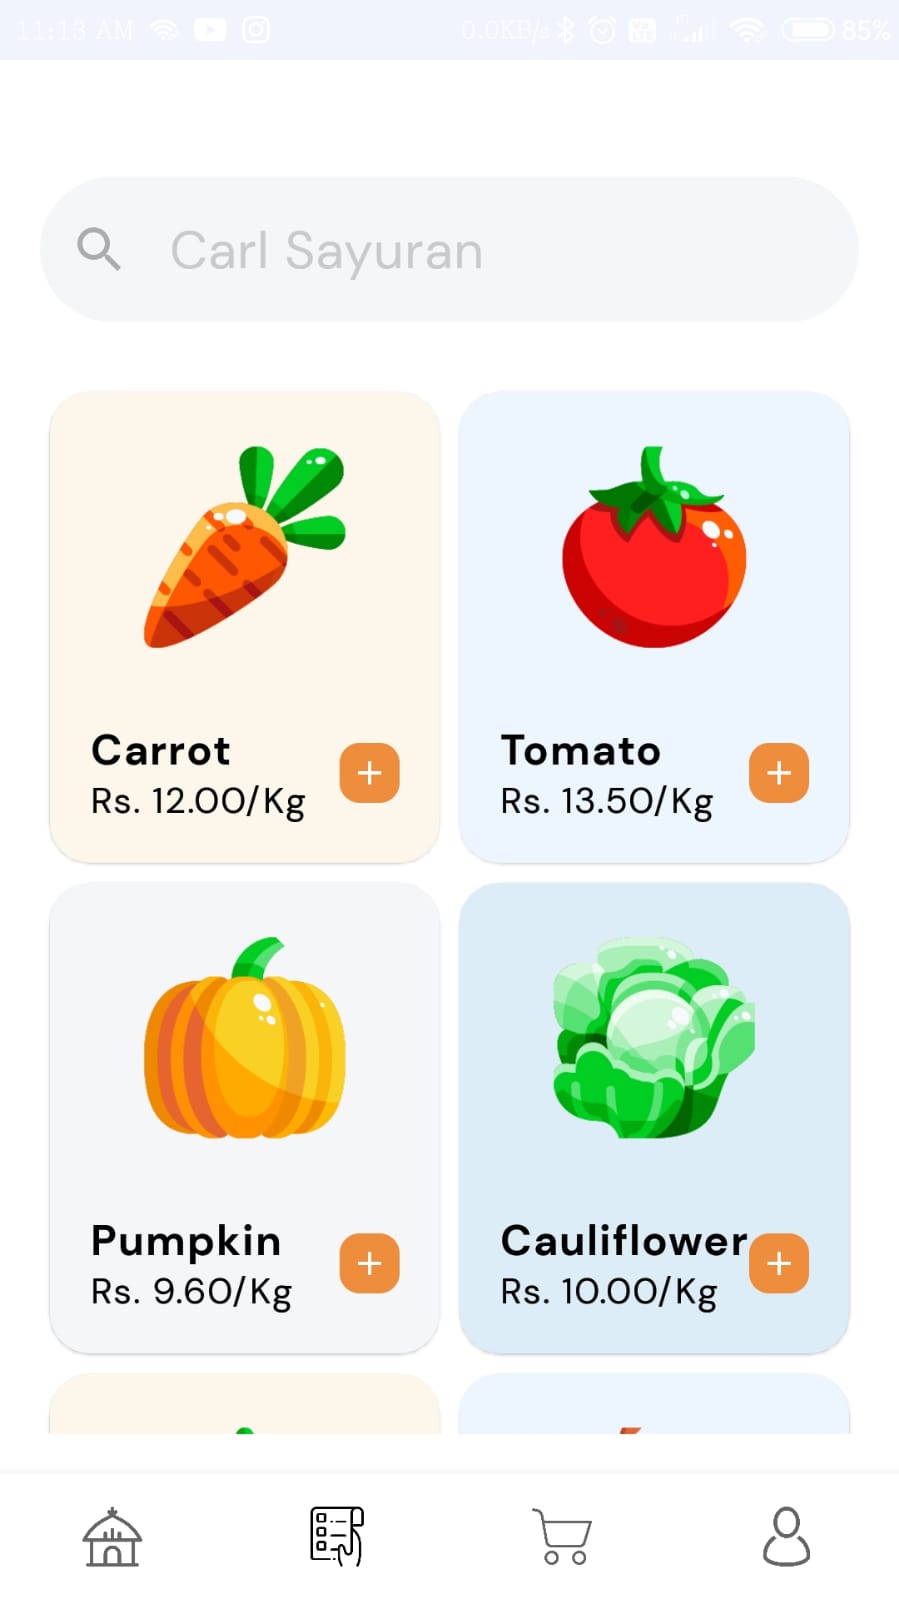 11:13 AM 0.0KB/s 85%
Carl Sayuran
Carrot
Rs. 12.00/Kg
Tomato
Rs. 13.50/Kg
Pumpkin
Rs. 9.60/Kg
Cauliflower
Rs. 10.00/Kg